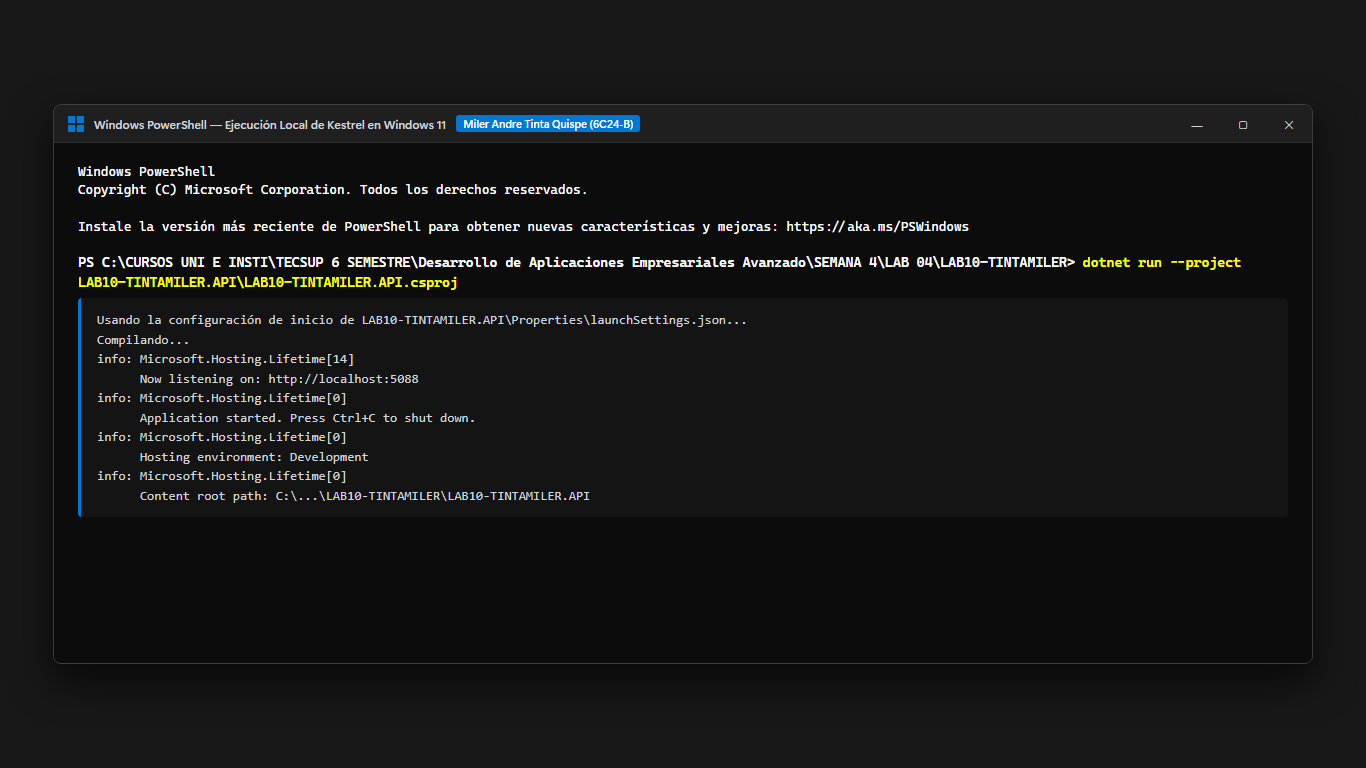 Windows PowerShell — Ejecución Local de Kestrel en Windows 11 Miler Andre Tinta Quispe (6C24-B)
Windows PowerShell
Copyright (C) Microsoft Corporation. Todos los derechos reservados.
Instale la versión más reciente de PowerShell para obtener nuevas características y mejoras: https://aka.ms/PSWindows
PS C:\CURSOS UNI E INSTI\TECSUP 6 SEMESTRE\Desarrollo de Aplicaciones Empresariales Avanzado\SEMANA 4\LAB 04\LAB10-TINTAMILER> dotnet run --project
LAB10-TINTAMILER.API\LAB10-TINTAMILER.API.csproj
Usando la configuración de inicio de LAB10-TINTAMILER.API\Properties\launchSettings.json...
Compilando...
info: Microsoft.Hosting.Lifetime[14]
Now listening on: http://localhost:5088
info: Microsoft.Hosting.Lifetime[0]
Application started. Press Ctrl+C to shut down.
info: Microsoft.Hosting.Lifetime[0]
Hosting environment: Development
info: Microsoft.Hosting.Lifetime[0]
Content root path: C:\...\LAB10-TINTAMILER\LAB10-TINTAMILER.API